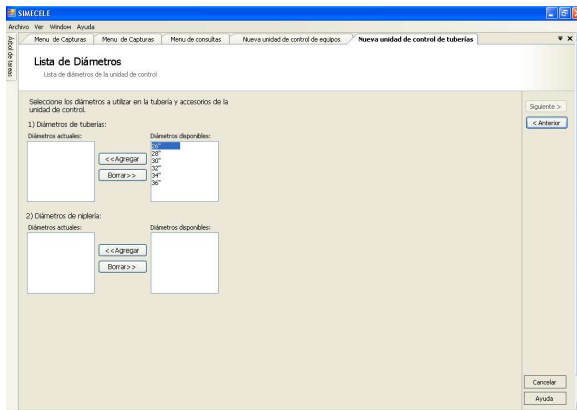 SIMECELE
Archivo Ver Window Ayuda
Arbol de tareas
Menu de Capturas Menu de Capturas Menu de consultas Nueva unidad de control de equipos Nueva unidad de control de tuberías
Lista de Diámetros
Lista de diámetros de la unidad de control
Seleccione los diámetros a utilizar en la tubería y accesorios de la
unidad de control.
1) Diámetros de tuberías:
Diámetros actuales: Diámetros disponibles:
26"
28"
30"
32"
34"
36"
<<Agregar
Borrar>>
2) Diámetros de niplería:
Diámetros actuales: Diámetros disponibles:
<<Agregar
Borrar>>
Siguiente >
< Anterior
Cancelar
Ayuda